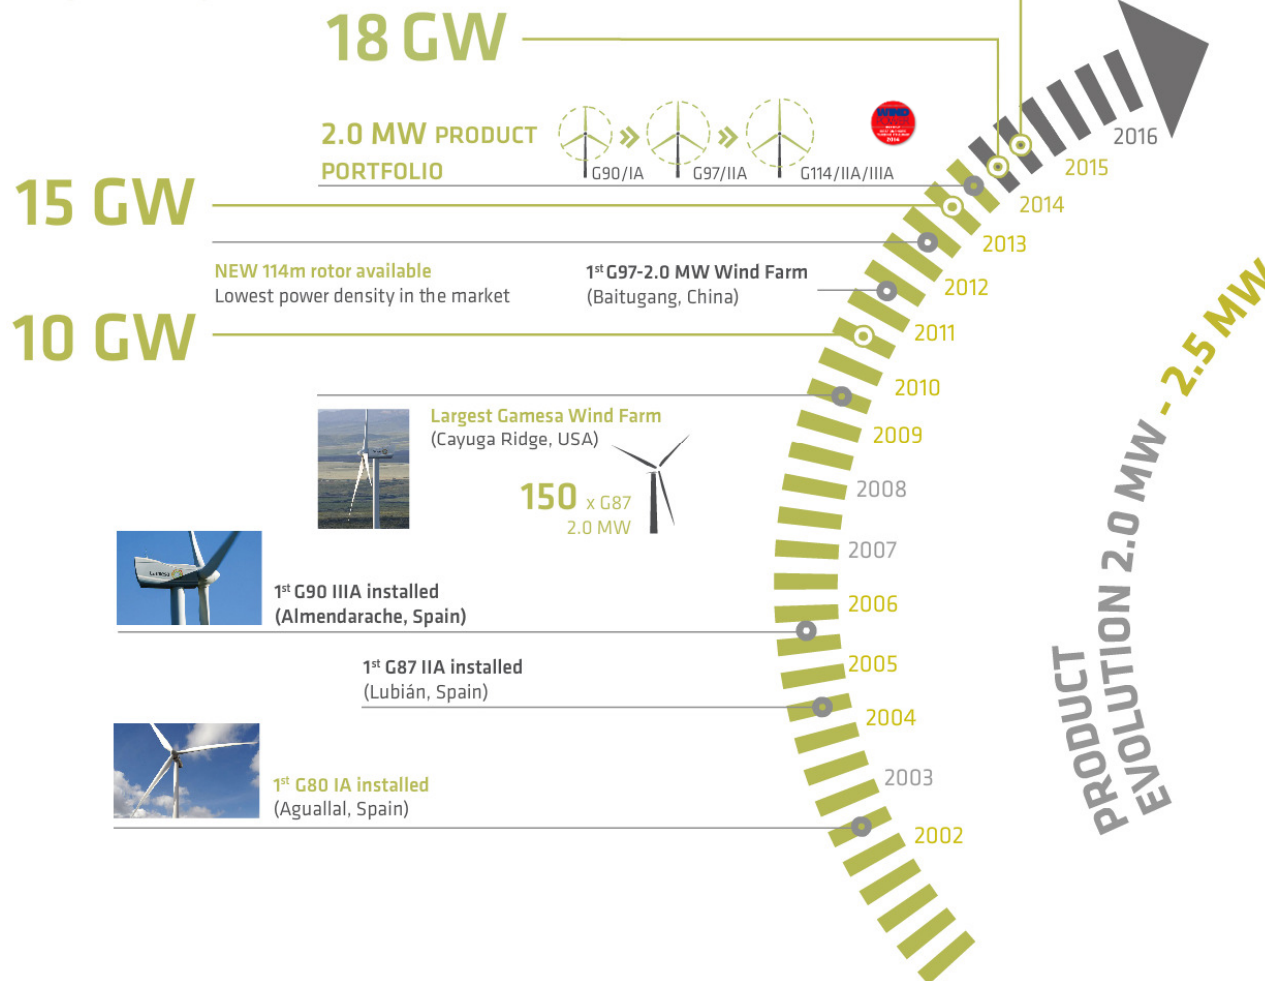 18 GW
2.0 MW PRODUCT
PORTFOLIO
G90/IA
G97/IIA
G114/IIA/IIIA
WIND
2014
15 GW
NEW 114m rotor available
Lowest power density in the market
1st G97-2.0 MW Wind Farm
(Baitugang, China)
10 GW
Largest Gamesa Wind Farm
(Cayuga Ridge, USA)
150 x G87
2.0 MW
1st G90 IIIA installed
(Almendarache, Spain)
1st G87 IIA installed
(Lubián, Spain)
1st G80 IA installed
(Aguallal, Spain)
2016
2015
2014
2013
2012
2011
2010
2009
2008
2007
2006
2005
2004
2003
2002
PRODUCT
EVOLUTION 2.0 MW - 2.5 MW